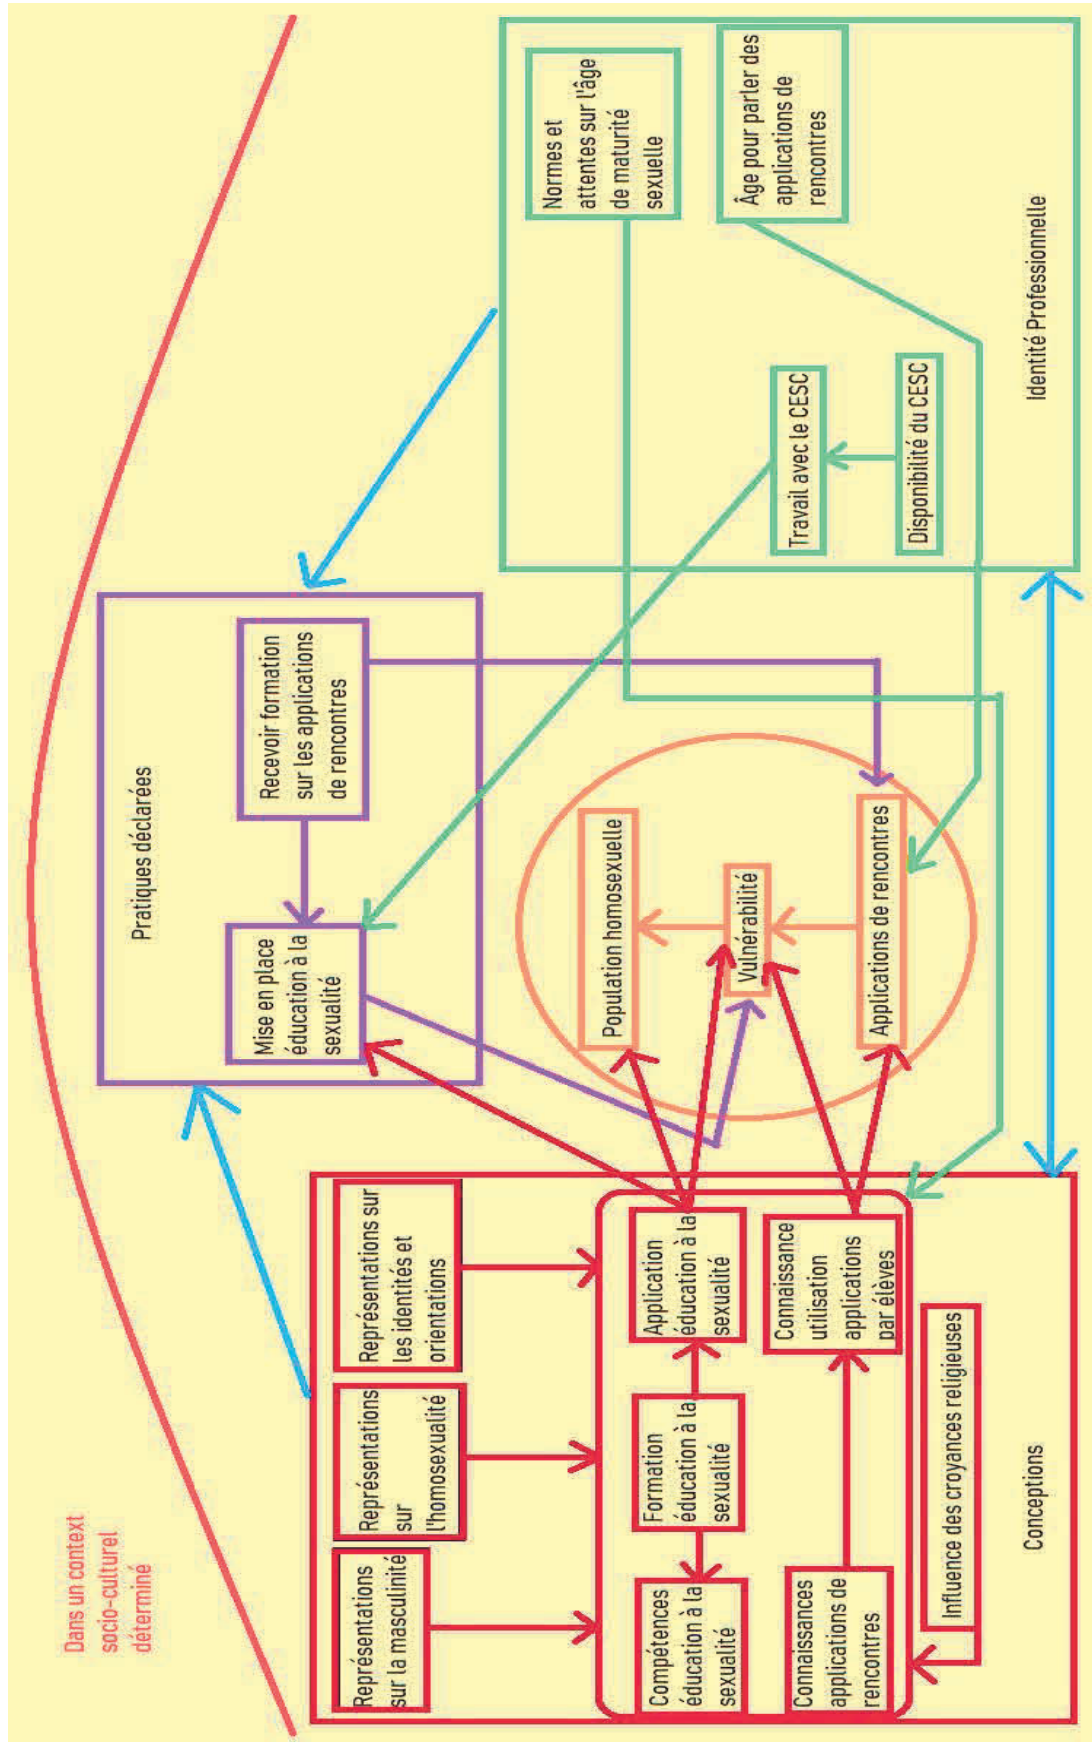 Dans un context
socio-culturel
déterminé
Pratiques déclarées
Mise en place
éducation à la
sexualité
Recevoir formation
sur les applications
de rencontres
Représentations
sur la masculinité
Représentations
sur
l'homosexualité
Représentations sur
les identités et
orientations
Compétences
éducation à la
sexualité
Formation
éducation à la
sexualité
Application
éducation à la
sexualité
Connaissances
applications de
rencontres
Connaissance
utilisation
applications
par élèves
Influence des croyances religieuses
Conceptions
Population homosexuelle
Vulnérabilité
Applications de rencontres
Normes et
attentes sur l'âge
de maturité
sexuelle
Âge pour parler des
applications de
rencontres
Travail avec le CESC
Disponibilité du CESC
Identité Professionnelle